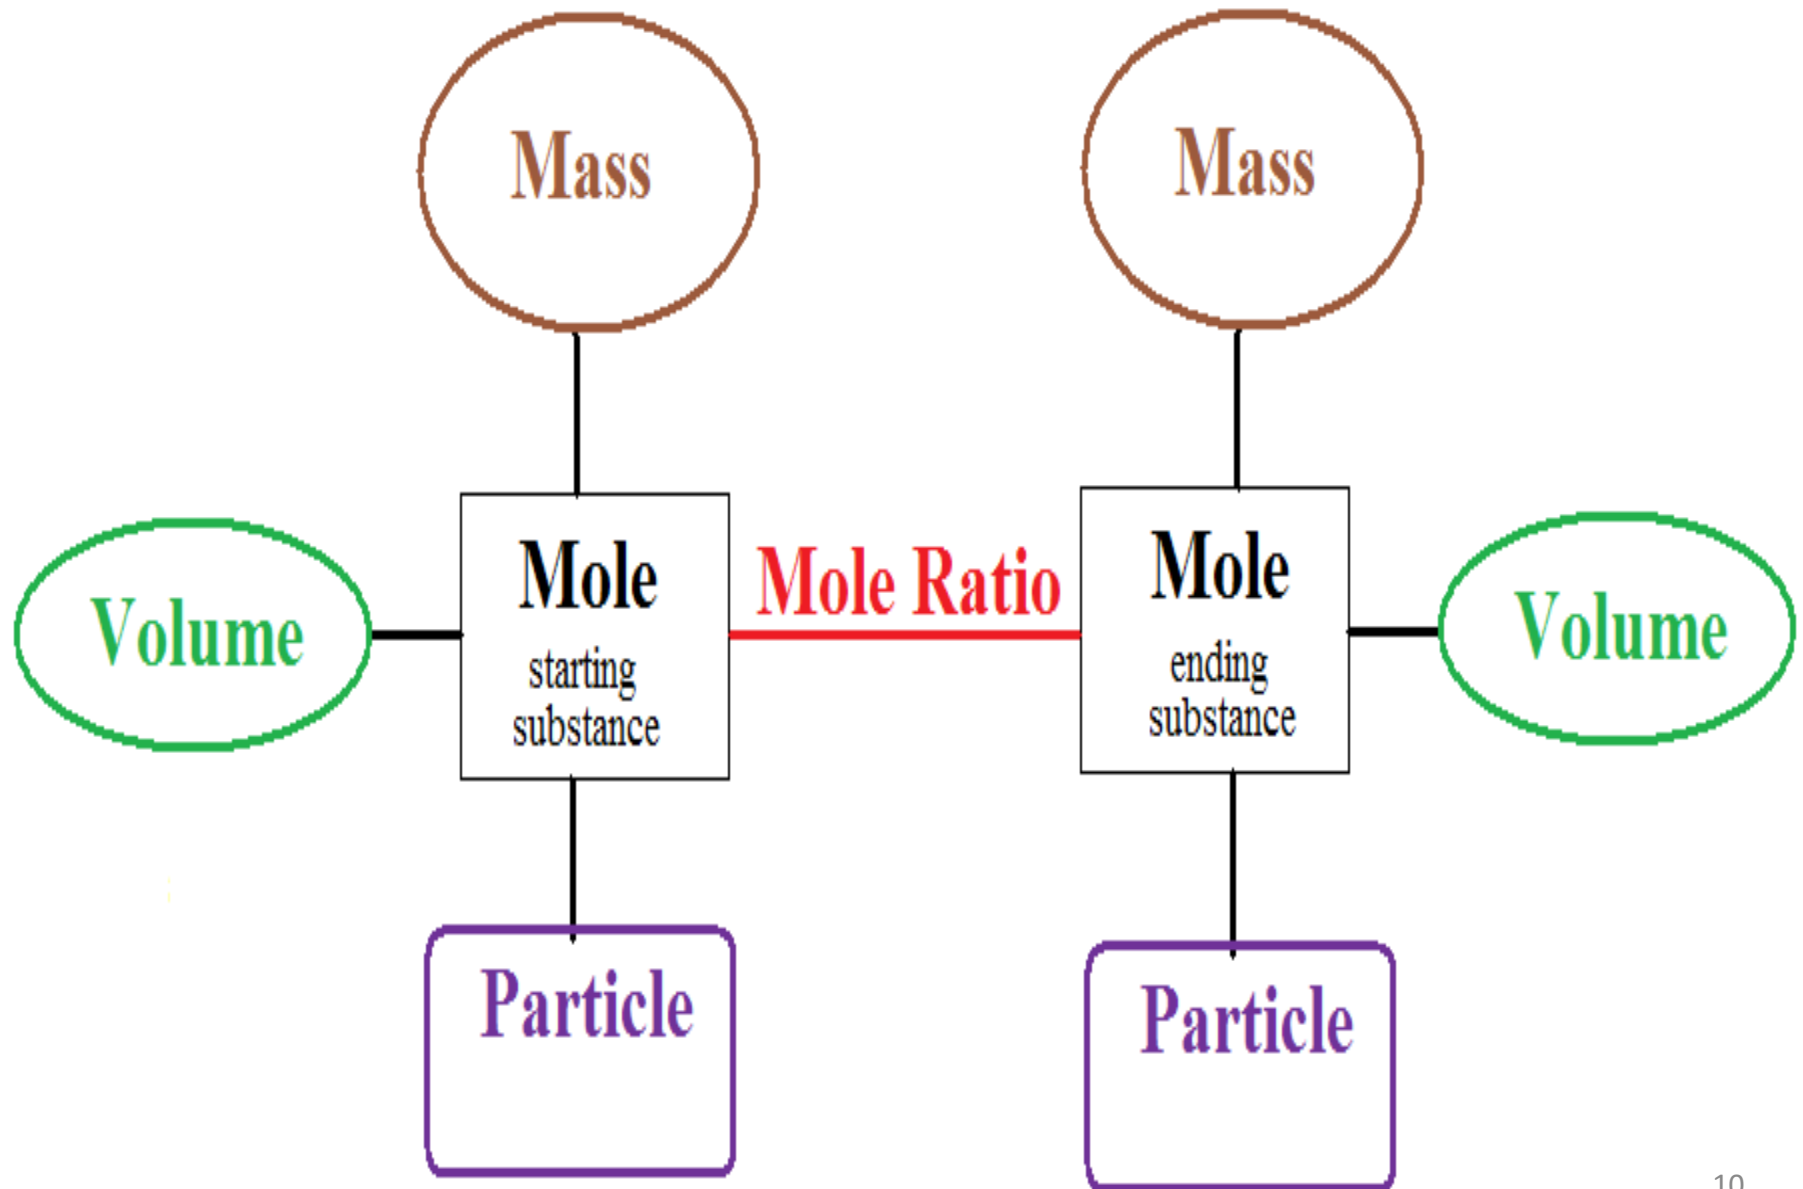 Mass
Mass
Volume
Mole
starting
substance
Mole Ratio
Mole
ending
substance
Volume
Particle
Particle
10